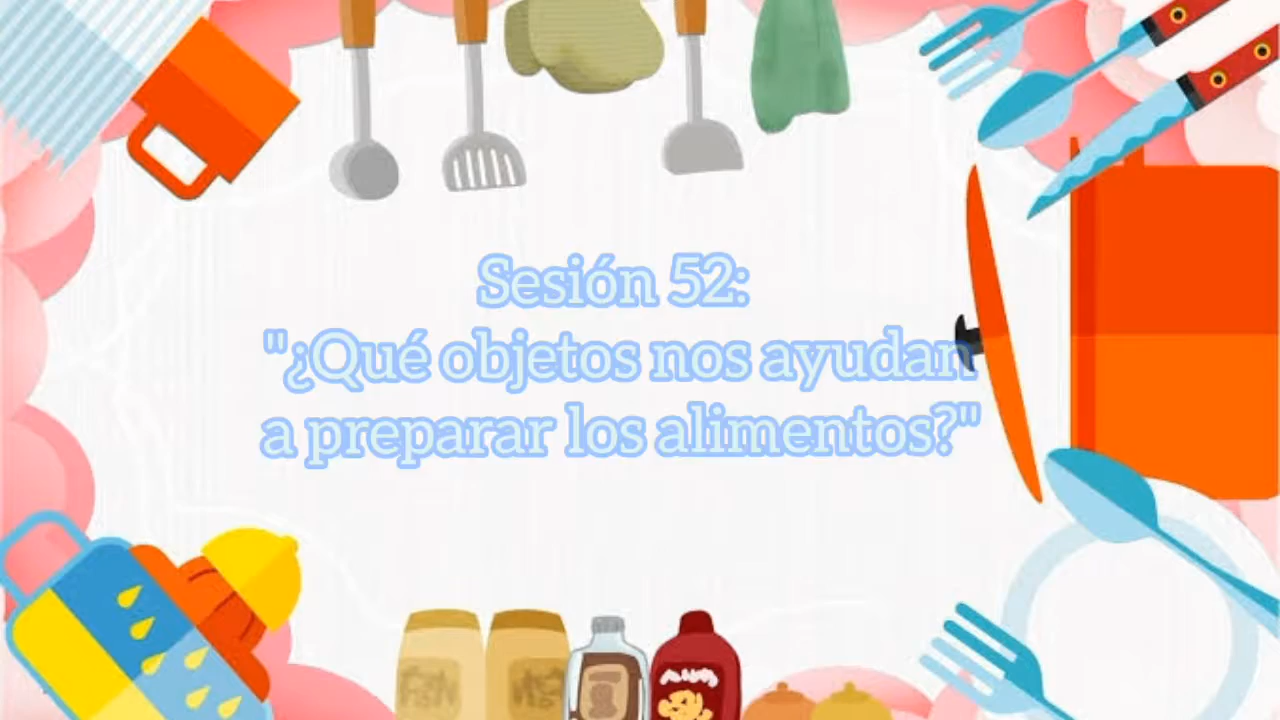 Sesión 52:
"¿Qué objetos nos ayudan
a preparar los alimentos?"